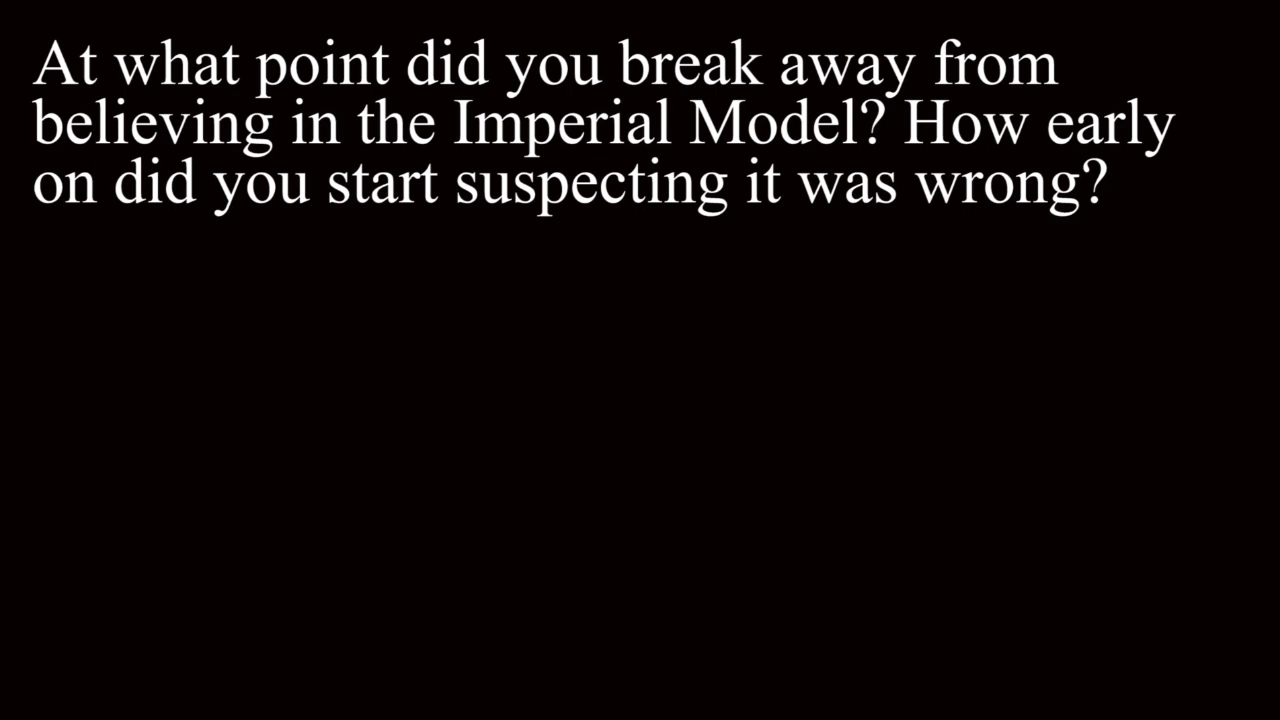 At what point did you break away from
believing in the Imperial Model? How early
on did you start suspecting it was wrong?